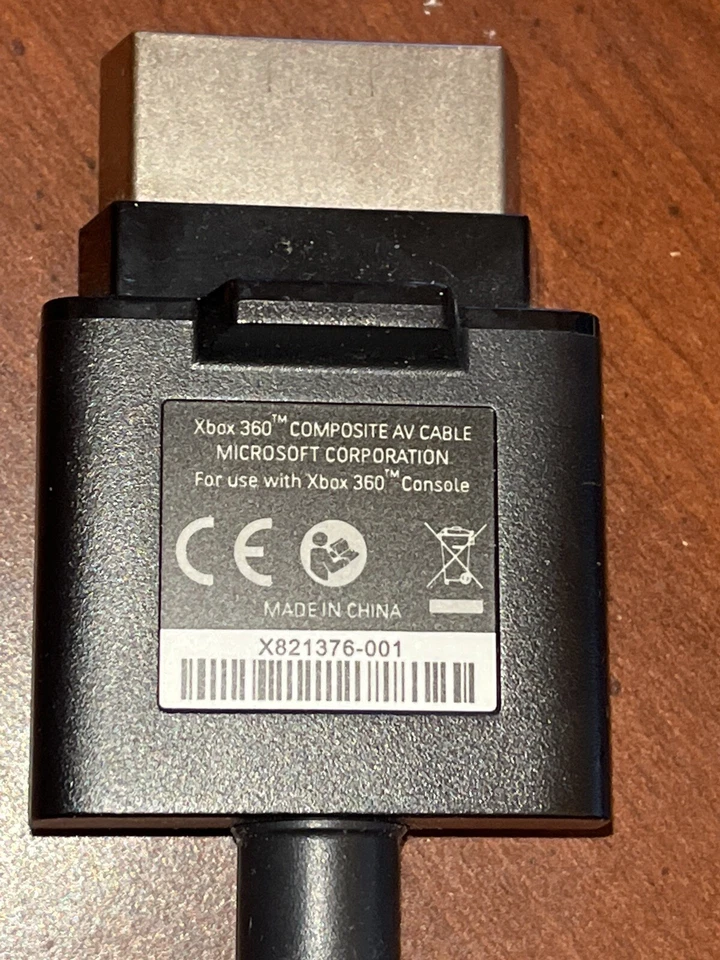 Xbox 360™ COMPOSITE AV CABLE
MICROSOFT CORPORATION
For use with Xbox 360™ Console
CE
MADE IN CHINA
X821376-001